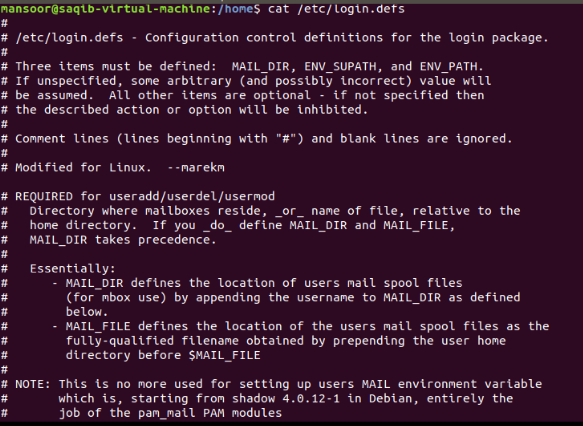 mansoor@saqib-virtual-machine:/home$ cat /etc/login.defs
#
# /etc/login.defs - Configuration control definitions for the login package.
#
# Three items must be defined:  MAIL_DIR, ENV_SUPATH, and ENV_PATH.
# If unspecified, some arbitrary (and possibly incorrect) value will
# be assumed.  All other items are optional - if not specified then
# the described action or option will be inhibited.
#
# Comment lines (lines beginning with "#") and blank lines are ignored.
#
# Modified for Linux.  --marekm

# REQUIRED for useradd/userdel/usermod
#   Directory where mailboxes reside, _or_ name of file, relative to the
#   home directory.  If you _do_ define MAIL_DIR and MAIL_FILE,
#   MAIL_DIR takes precedence.
#
#   Essentially:
#      - MAIL_DIR defines the location of users mail spool files
#        (for mbox use) by appending the username to MAIL_DIR as defined
#        below.
#      - MAIL_FILE defines the location of the users mail spool files as the
#        fully-qualified filename obtained by prepending the user home
#        directory before $MAIL_FILE
#
# NOTE: This is no more used for setting up users MAIL environment variable
#       which is, starting from shadow 4.0.12-1 in Debian, entirely the
#       job of the pam_mail PAM modules